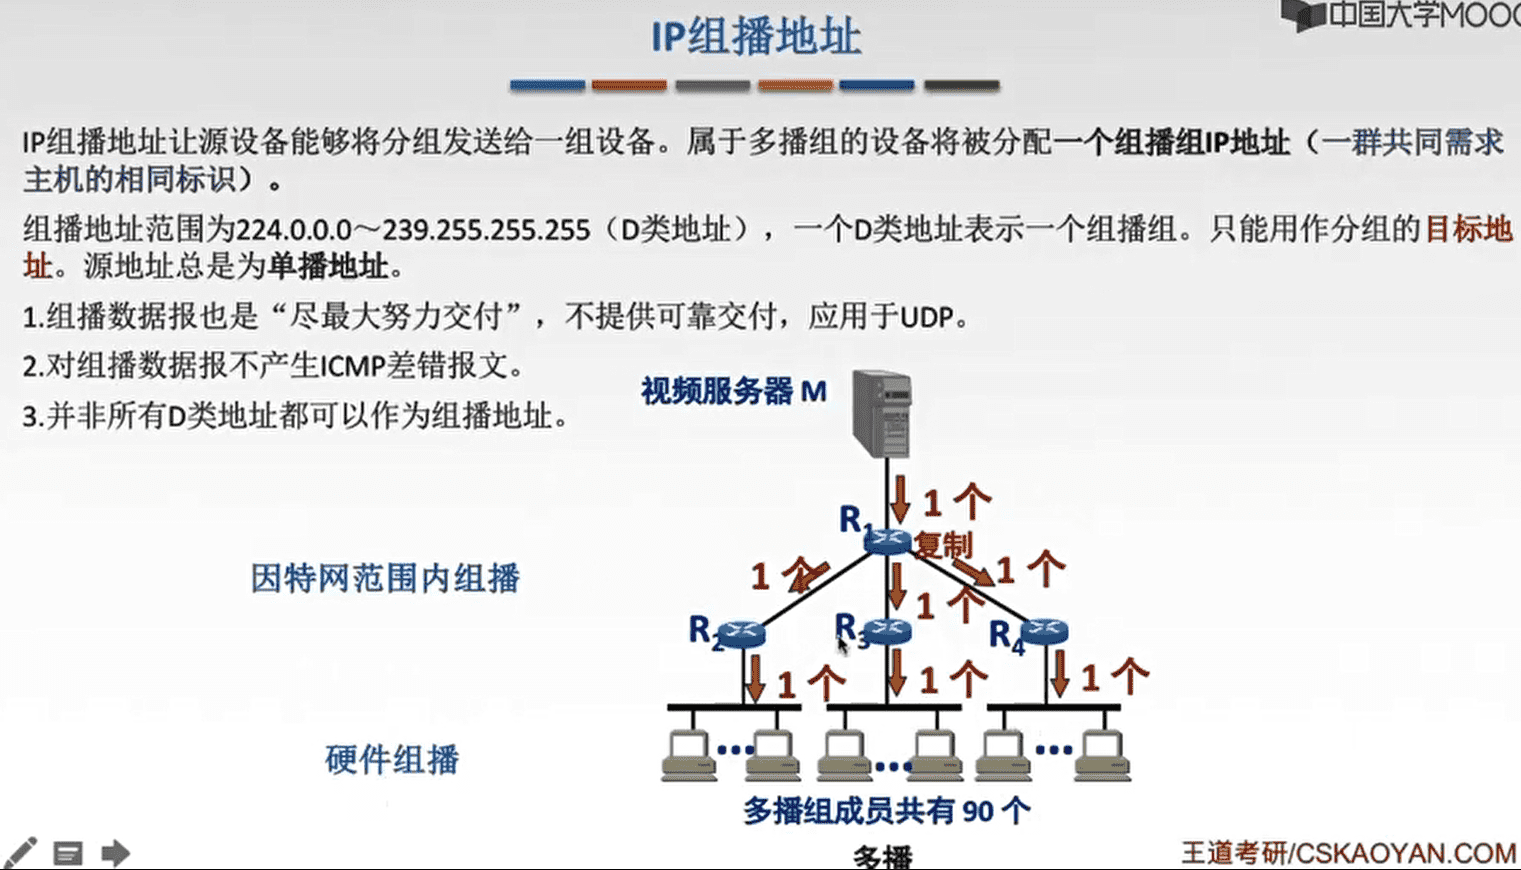 中国大学MOOC
IP组播地址
IP组播地址让源设备能够将分组发送给一组设备。属于多播组的设备将被分配一个组播组IP地址（一群共同需求
主机的相同标识）。
组播地址范围为224.0.0.0～239.255.255.255（D类地址），一个D类地址表示一个组播组。只能用作分组的目标地
址。源地址总是为单播地址。
1.组播数据报也是“尽最大努力交付”，不提供可靠交付，应用于UDP。
2.对组播数据报不产生ICMP差错报文。
3.并非所有D类地址都可以作为组播地址。
视频服务器 M
1 个
R1
复制
1 个
1 个
1 个
因特网范围内组播
R2
R3
R4
1 个
1 个
1 个
硬件组播
多播组成员共有 90 个
多播
王道考研/CSKAOYAN.COM